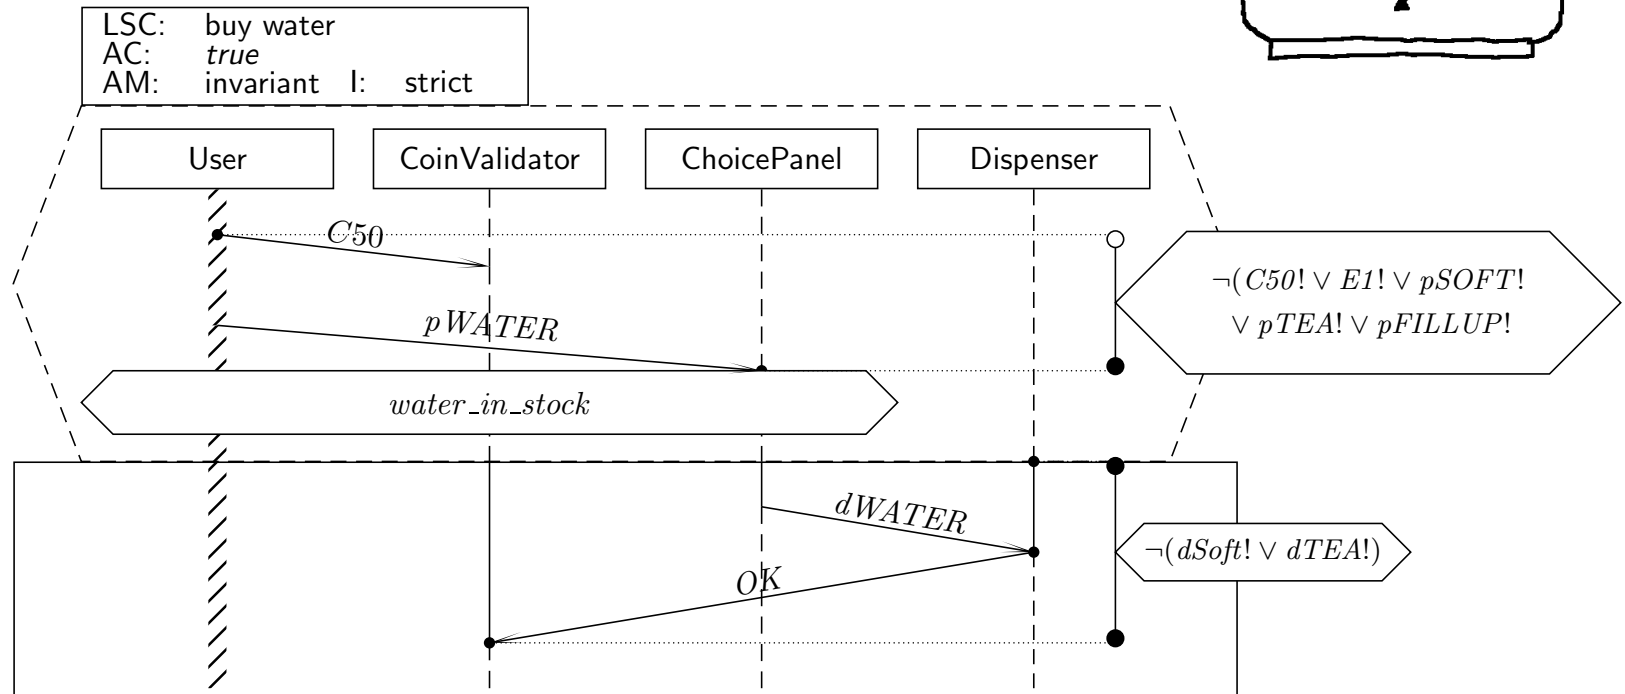 LSC: buy water
AC: true
AM: invariant I: strict
User
CoinValidator
ChoicePanel
Dispenser
C50
¬(C50! ∨ E1! ∨ pSOFT!
∨ pTEA! ∨ pFILLUP!
pWATER
water_in_stock
dWATER
¬(dSoft! ∨ dTEA!)
OK